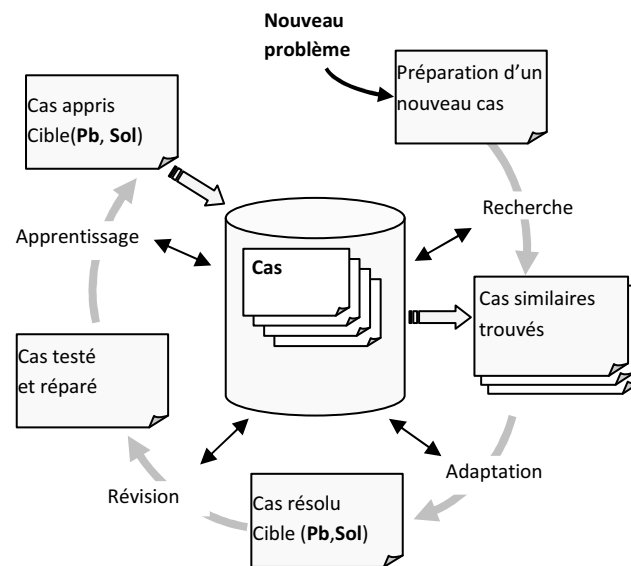 Nouveau
problème
Préparation d’un
nouveau cas
Cas appris
Cible(Pb, Sol)
Recherche
Apprentissage
Cas
Cas similaires
trouvés
Cas testé
et réparé
Adaptation
Révision
Cas résolu
Cible (Pb,Sol)